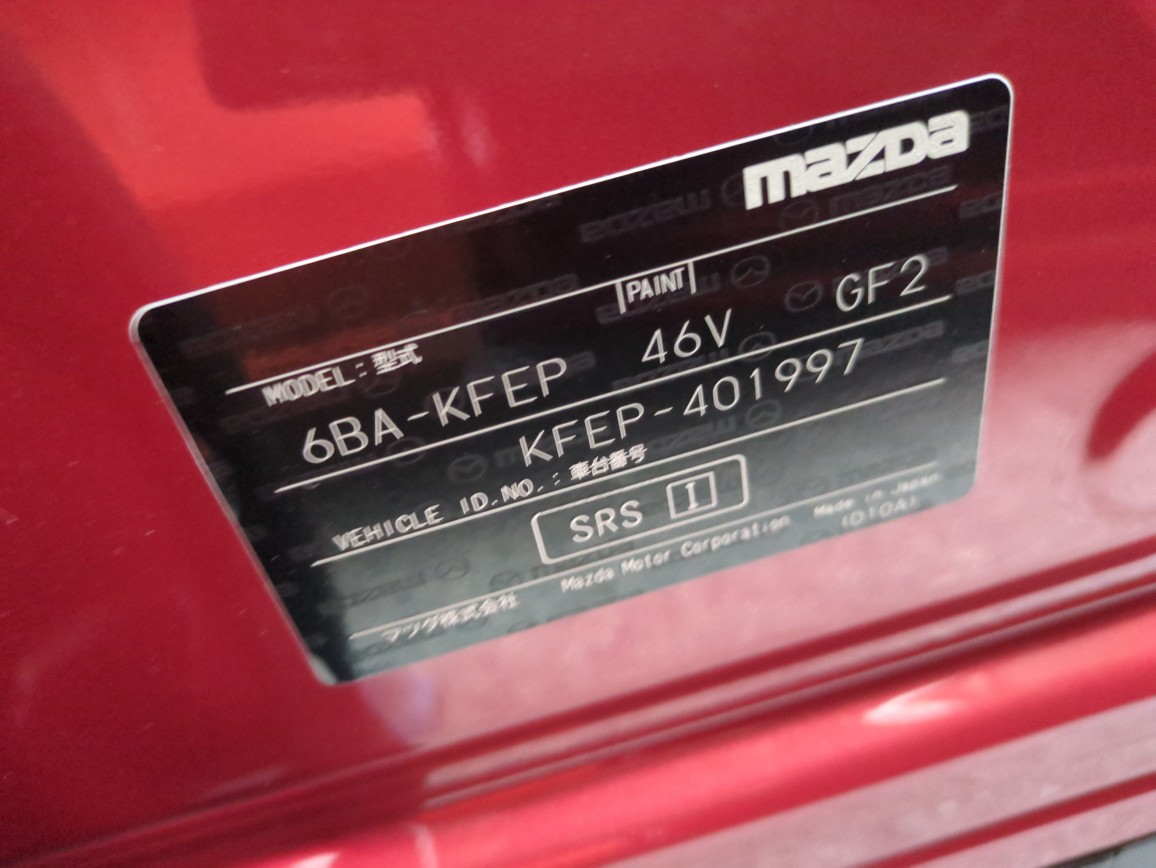 mazda
MODEL:型式
PAINT
6BA-KFEP 46V GF2
KFEP-401997
VEHICLE ID.NO.:車台番号
SRS I
マツダ株式会社 Mazda Motor Corporation Made in Japan
(D10A)